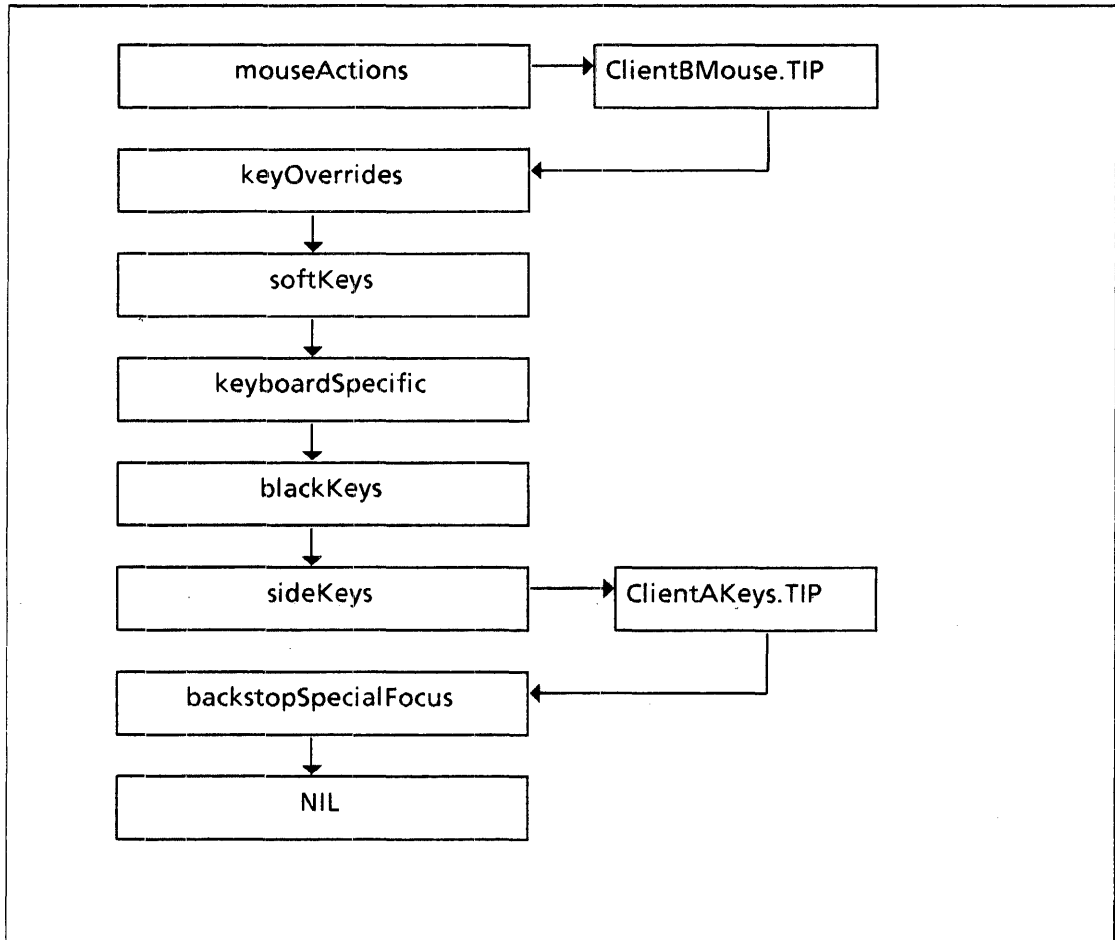 mouseActions
ClientBMouse.TIP
keyOverrides
softKeys
keyboardSpecific
blackKeys
sideKeys
ClientAKeys.TIP
backstopSpecialFocus
NIL